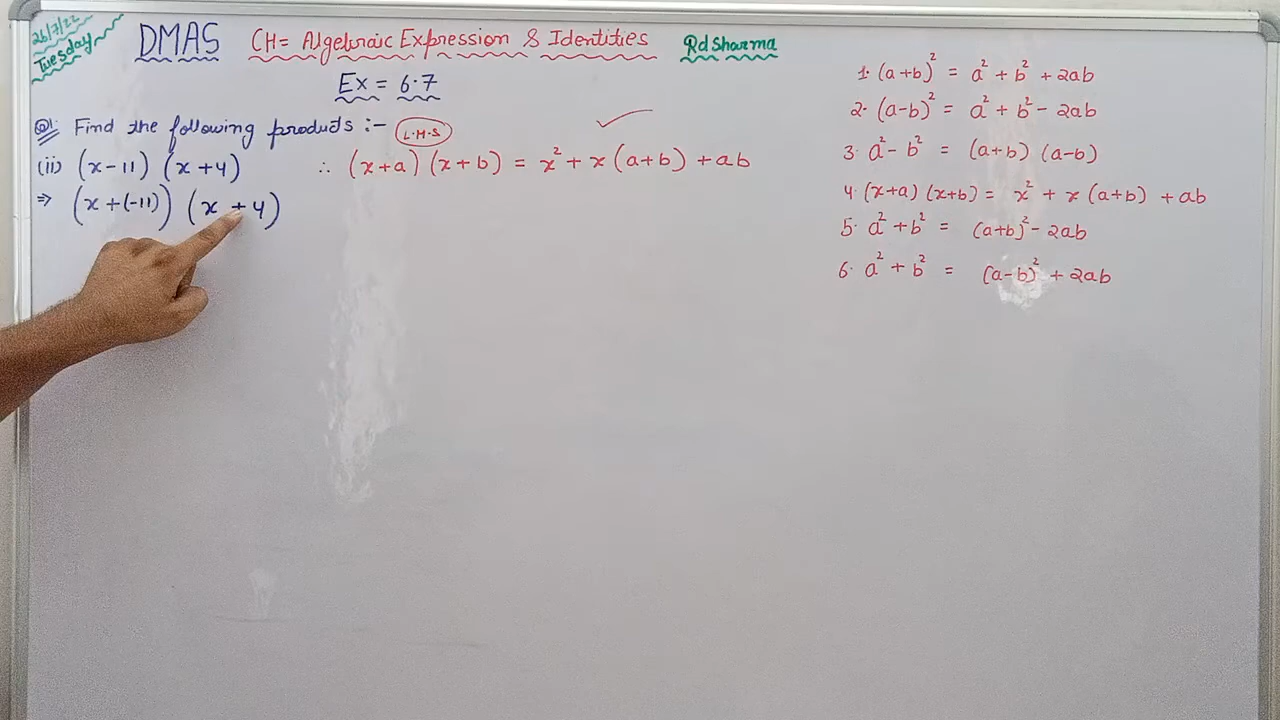 26/7/22
Tuesday
DMAS CH= Algebraic Expression & Identities Rd Sharma
Ex = 6.7
Q1. Find the following products :-
L.H.S
(ii) (x-11) (x+4) ∴ (x+a) (x+b) = x² + x (a+b) + ab
⇒ (x+(-11)) (x+4)
1. (a+b)² = a² + b² + 2ab
2. (a-b)² = a² + b² - 2ab
3. a² - b² = (a+b) (a-b)
4. (x+a) (x+b) = x² + x (a+b) + ab
5. a² + b² = (a+b)² - 2ab
6. a² + b² = (a-b)² + 2ab